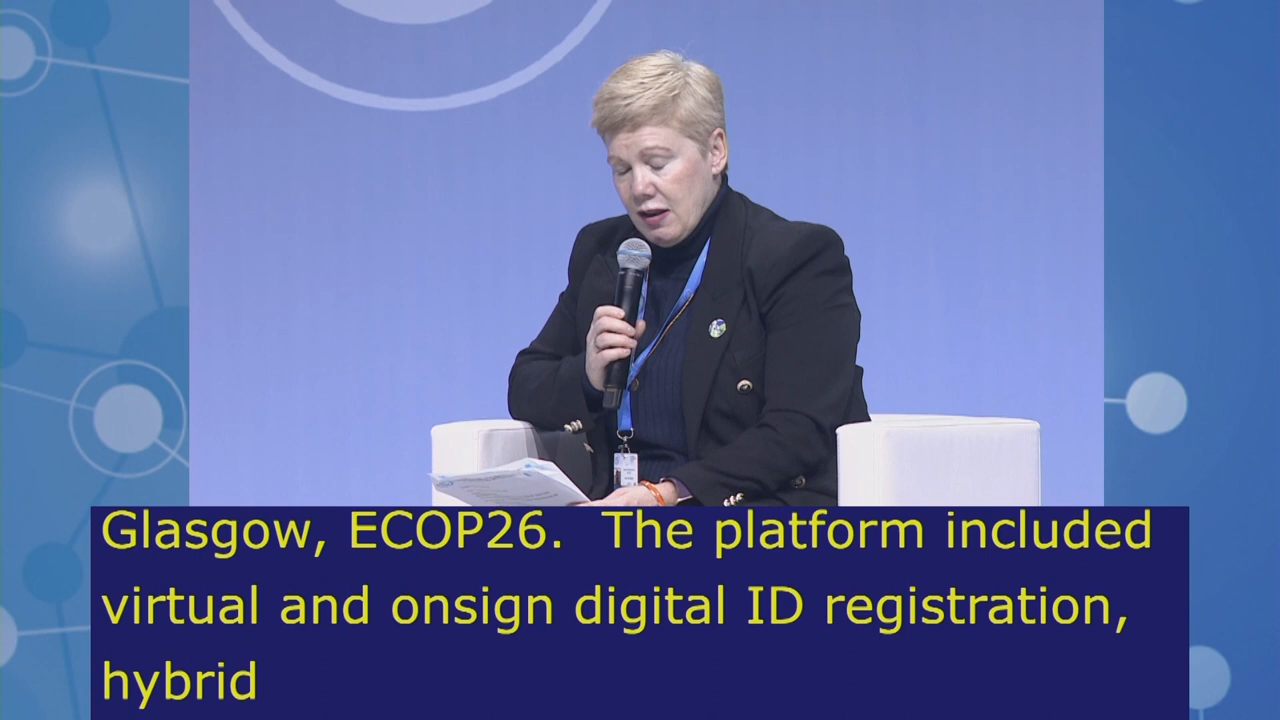 Glasgow, ECOP26.  The platform included
virtual and onsign digital ID registration,
hybrid